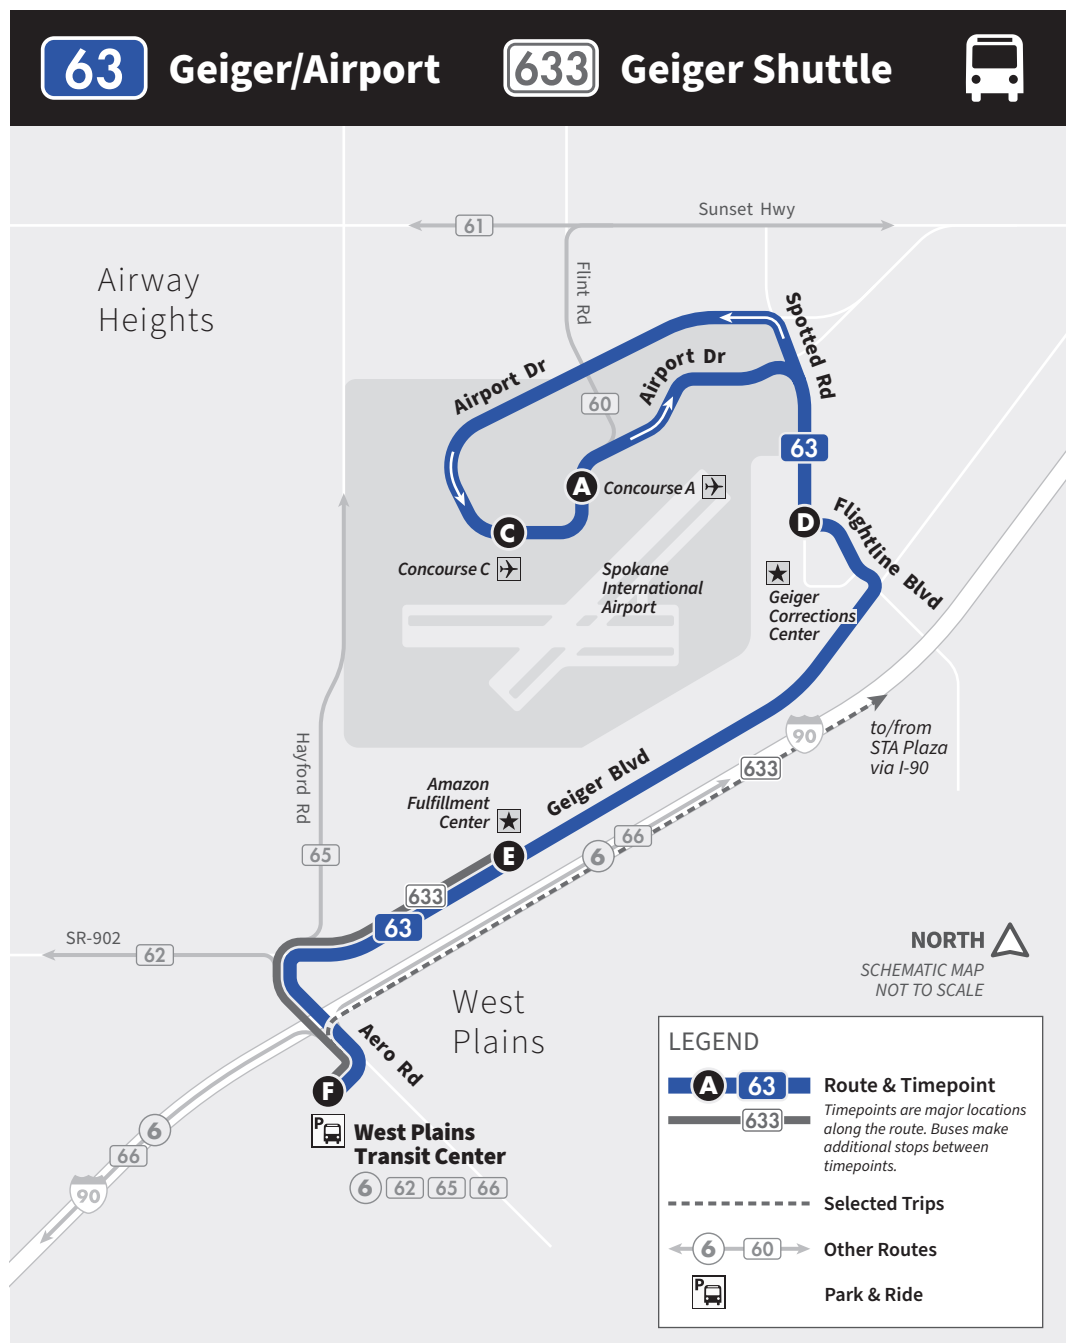 63 Geiger/Airport 633 Geiger Shuttle
Sunset Hwy
61
Airway
Heights
Flint Rd
Spotted Rd
Airport Dr
Airport Dr
60
63
A Concourse A
D
Flightline Blvd
C
Concourse C
Spokane
International
Airport
Geiger
Corrections
Center
Hayford Rd
90
to/from
STA Plaza
via I-90
633
Geiger Blvd
Amazon
Fulfillment
Center
66
6
E
65
633
63
SR-902
62
NORTH
SCHEMATIC MAP
NOT TO SCALE
West
Plains
Aero Rd
F
P
West Plains
Transit Center
6 62 65 66
6
66
90
LEGEND
A 63 Route & Timepoint
633
Timepoints are major locations
along the route. Buses make
additional stops between
timepoints.
Selected Trips
6 60 Other Routes
P Park & Ride